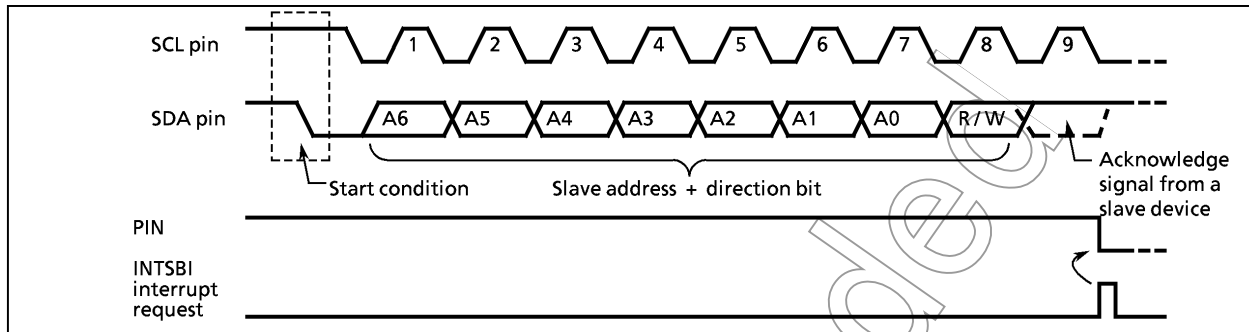 SCL pin
1 2 3 4 5 6 7 8 9
SDA pin
A6 A5 A4 A3 A2 A1 A0 R / W
Start condition
Slave address + direction bit
Acknowledge
signal from a
slave device
PIN
INTSBI
interrupt
request
ded